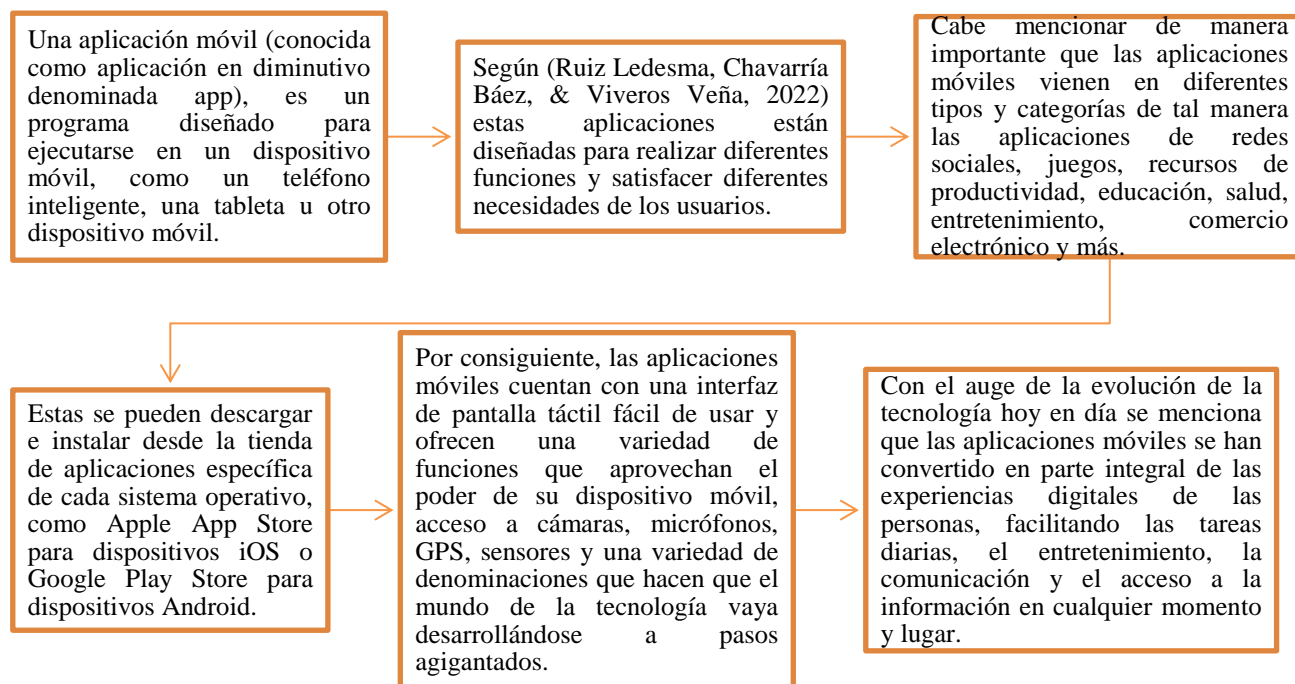 Una aplicación móvil (conocida
como aplicación en diminutivo
denominada app), es un
programa diseñado para
ejecutarse en un dispositivo
móvil, como un teléfono
inteligente, una tableta u otro
dispositivo móvil.
Según (Ruiz Ledesma, Chavarría
Báez, & Viveros Veña, 2022)
estas aplicaciones están
diseñadas para realizar diferentes
funciones y satisfacer diferentes
necesidades de los usuarios.
Cabe mencionar de manera
importante que las aplicaciones
móviles vienen en diferentes
tipos y categorías de tal manera
las aplicaciones de redes
sociales, juegos, recursos de
productividad, educación, salud,
entretenimiento, comercio
electrónico y más.
Estas se pueden descargar
e instalar desde la tienda
de aplicaciones específica
de cada sistema operativo,
como Apple App Store
para dispositivos iOS o
Google Play Store para
dispositivos Android.
Por consiguiente, las aplicaciones
móviles cuentan con una interfaz
de pantalla táctil fácil de usar y
ofrecen una variedad de
funciones que aprovechan el
poder de su dispositivo móvil,
acceso a cámaras, micrófonos,
GPS, sensores y una variedad de
denominaciones que hacen que el
mundo de la tecnología vaya
desarrollándose a pasos
agigantados.
Con el auge de la evolución de la
tecnología hoy en día se menciona
que las aplicaciones móviles se han
convertido en parte integral de las
experiencias digitales de las
personas, facilitando las tareas
diarias, el entretenimiento, la
comunicación y el acceso a la
información en cualquier momento
y lugar.